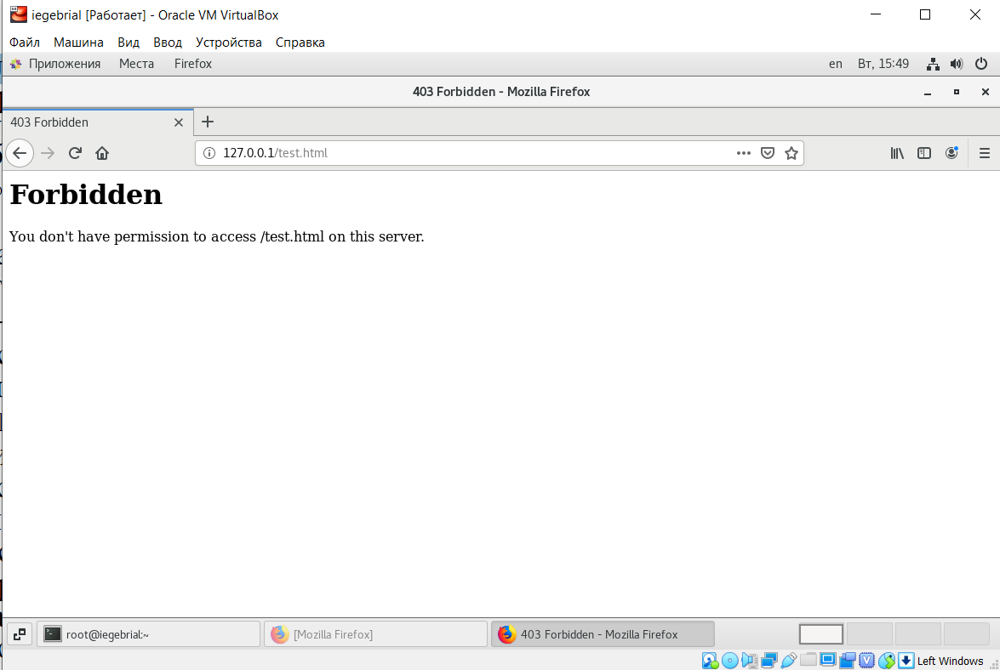 iegebrial [Работает] - Oracle VM VirtualBox
Файл Машина Вид Ввод Устройства Справка
Приложения Места Firefox en Вт, 15:49
403 Forbidden - Mozilla Firefox
403 Forbidden
127.0.0.1/test.html
Forbidden
You don't have permission to access /test.html on this server.
root@iegebrial:~ [Mozilla Firefox] 403 Forbidden - Mozilla Firefox
Left Windows